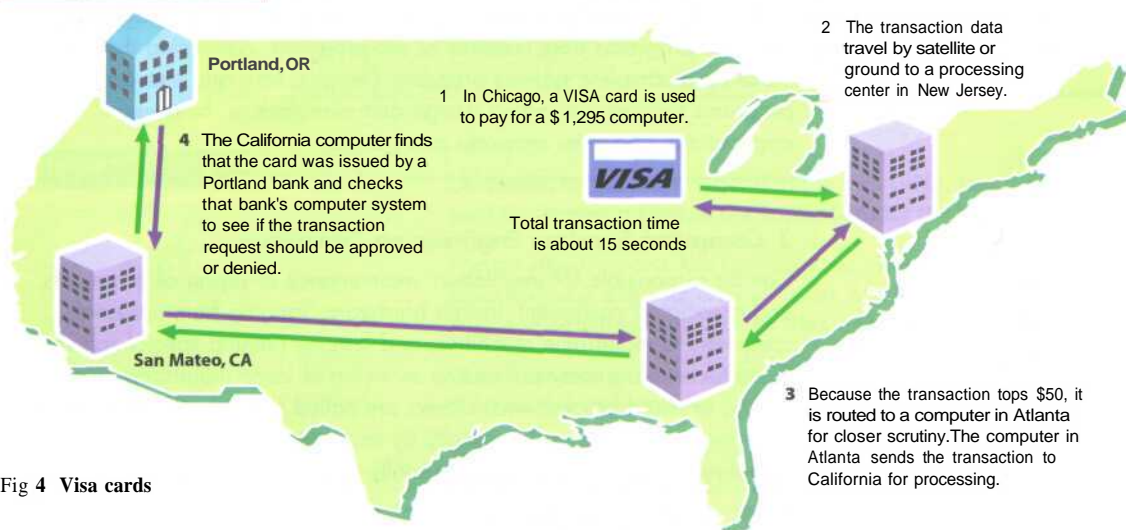 Portland, OR
1 In Chicago, a VISA card is used
to pay for a $1,295 computer.
2 The transaction data
travel by satellite or
ground to a processing
center in New Jersey.
4 The California computer finds
that the card was issued by a
Portland bank and checks
that bank's computer system
to see if the transaction
request should be approved
or denied.
VISA
Total transaction time
is about 15 seconds
San Mateo, CA
3 Because the transaction tops $50, it
is routed to a computer in Atlanta
for closer scrutiny. The computer in
Atlanta sends the transaction to
California for processing.
Fig 4 Visa cards